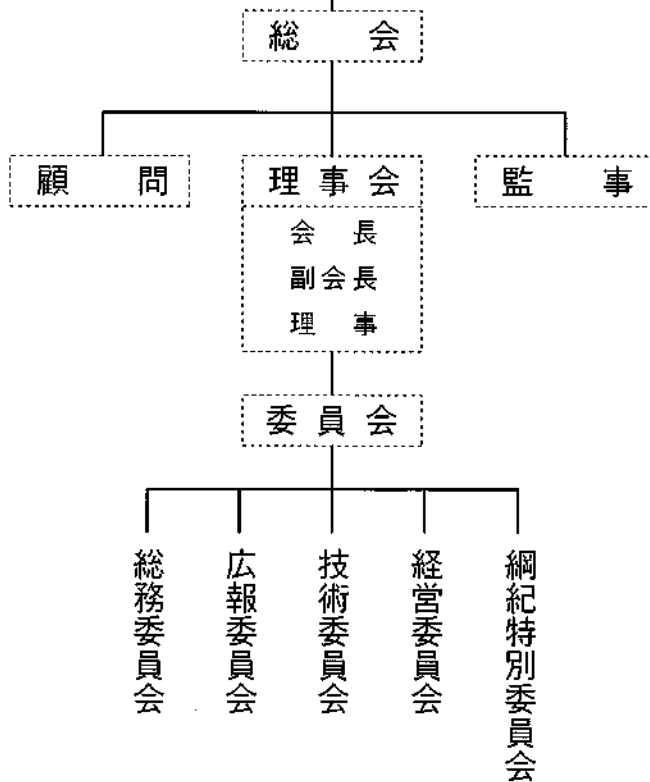 総会
顧問
理事会
監事
会長
副会長
理事
委員会
総務委員会
広報委員会
技術委員会
経営委員会
綱紀特別委員会